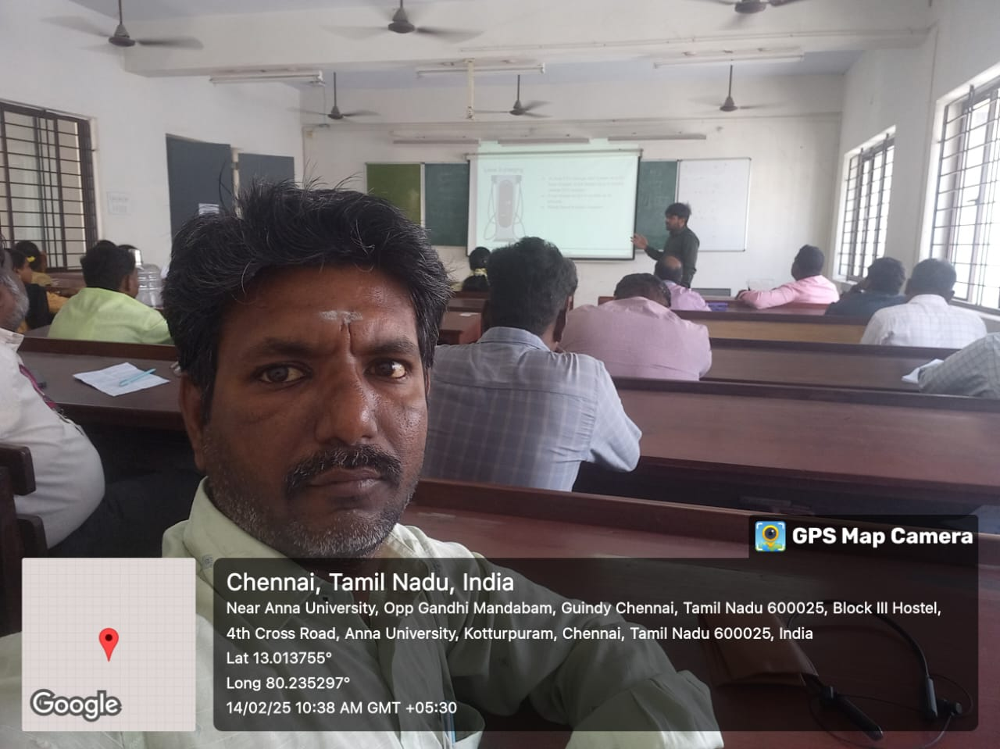 GPS Map Camera
Chennai, Tamil Nadu, India
Near Anna University, Opp Gandhi Mandabam, Guindy Chennai, Tamil Nadu 600025, Block III Hostel,
4th Cross Road, Anna University, Kotturpuram, Chennai, Tamil Nadu 600025, India
Lat 13.013755°
Long 80.235297°
14/02/25 10:38 AM GMT +05:30
Google